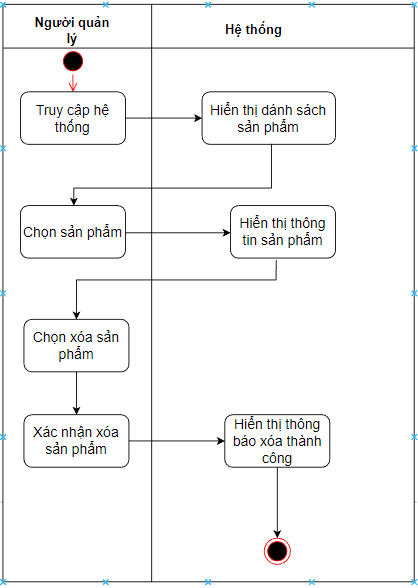 Người quản
lý
Hệ thống
Truy cập hệ
thống
Hiển thị dánh sách
sản phẩm
Chọn sản phẩm
Hiển thị thông
tin sản phẩm
Chọn xóa sản
phẩm
Xác nhận xóa
sản phẩm
Hiển thị thông
báo xóa thành
công